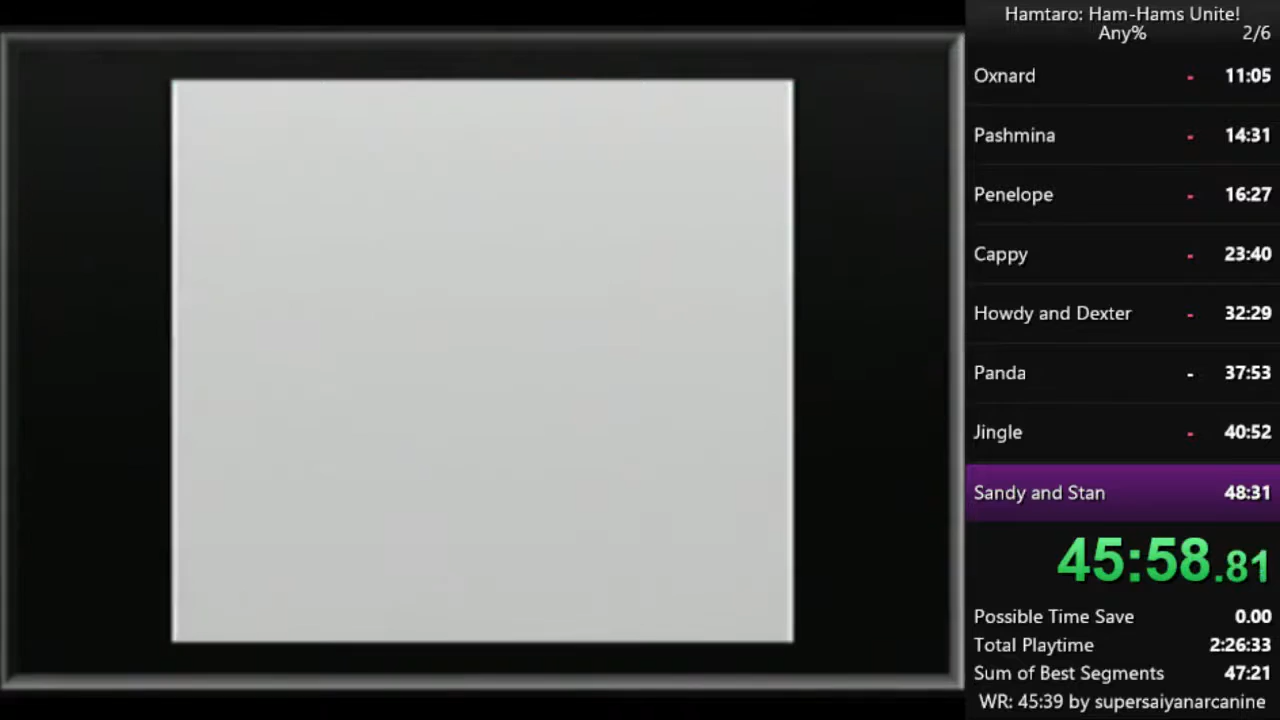 Hamtaro: Ham-Hams Unite!
Any% 2/6
Oxnard - 11:05
Pashmina - 14:31
Penelope - 16:27
Cappy - 23:40
Howdy and Dexter - 32:29
Panda - 37:53
Jingle - 40:52
Sandy and Stan 48:31
45:58.81
Possible Time Save 0.00
Total Playtime 2:26:33
Sum of Best Segments 47:21
WR: 45:39 by supersaiyanarcanine